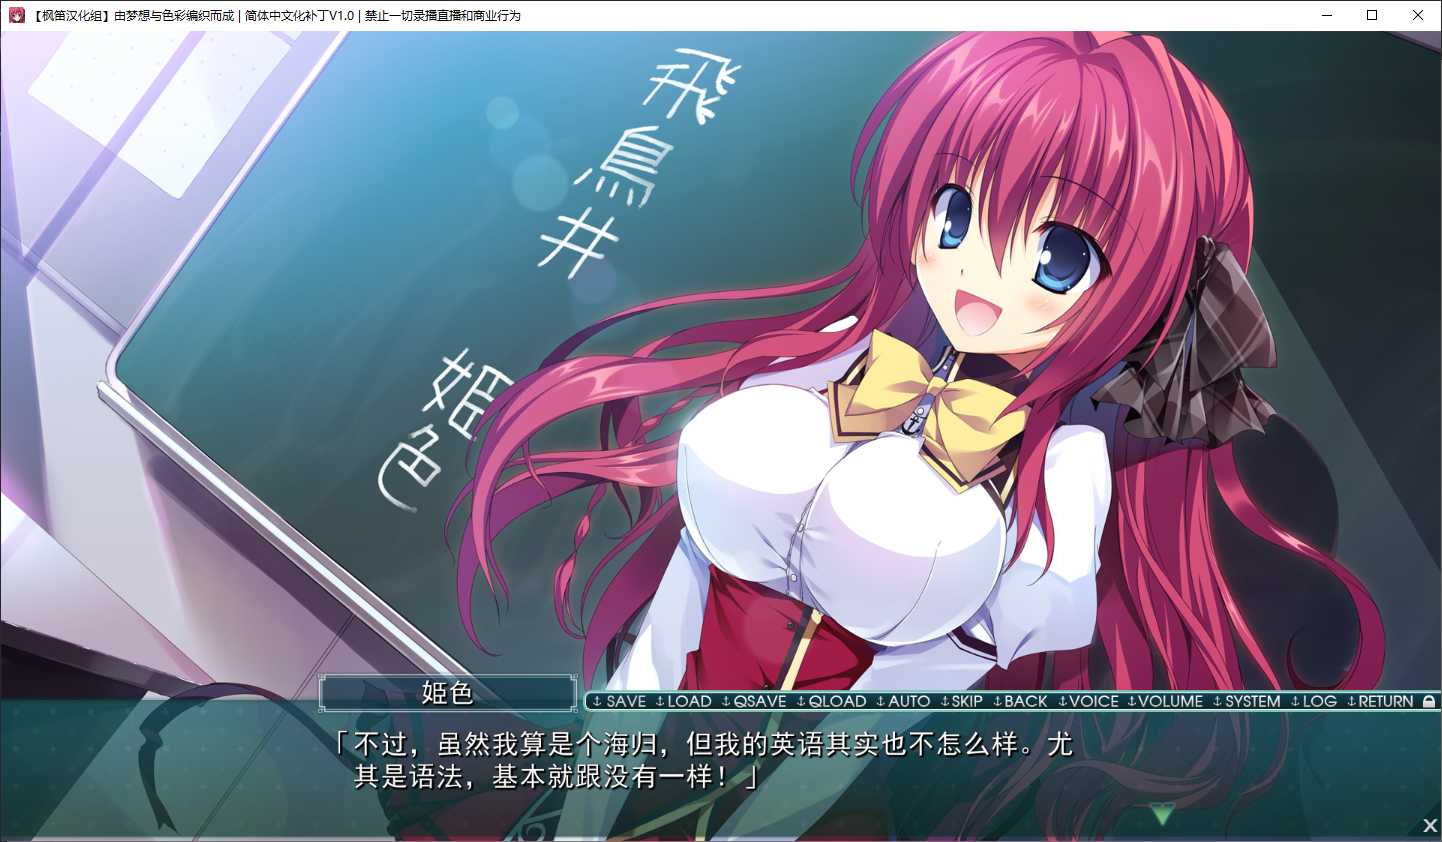 【枫笛汉化组】由梦想与色彩编织而成 | 简体中文化补丁V1.0 | 禁止一切录播直播和商业行为
飛鳥井
姫色
姫色
SAVE LOAD QSAVE QLOAD AUTO SKIP BACK VOICE VOLUME SYSTEM LOG RETURN
「不过，虽然我算是个海归，但我的英语其实也不怎么样。尤
其是语法，基本就跟没有一样！」
X